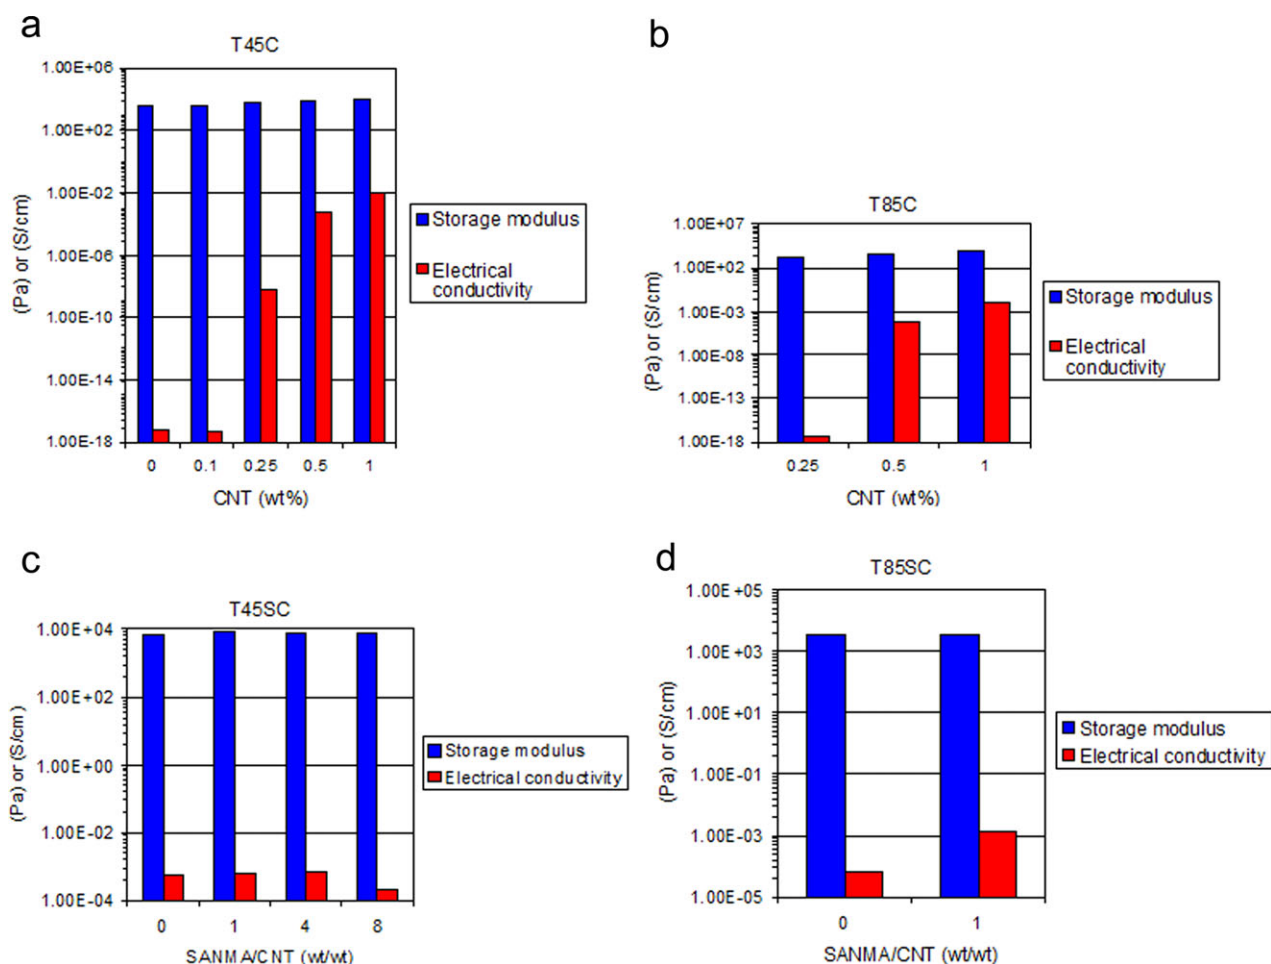 a
T45C
1.00E+06
1.00E+02
1.00E-02
1.00E-06
1.00E-10
1.00E-14
1.00E-18
(Pa) or (S/cm)
0 0.1 0.25 0.5 1
CNT (wt%)
Storage modulus
Electrical
conductivity
b
T85C
1.00E+07
1.00E+02
1.00E-03
1.00E-08
1.00E-13
1.00E-18
(Pa) or (S/cm)
0.25 0.5 1
CNT (wt%)
Storage modulus
Electrical
conductivity
c
T45SC
1.00E+04
1.00E+02
1.00E+00
1.00E-02
1.00E-04
(Pa) or (S/cm)
0 1 4 8
SANMA/CNT (wt/wt)
Storage modulus
Electrical conductivity
d
T85SC
1.00E+05
1.00E+03
1.00E+01
1.00E-01
1.00E-03
1.00E-05
(Pa) or (S/cm)
0 1
SANMA/CNT (wt/wt)
Storage modulus
Electrical conductivity